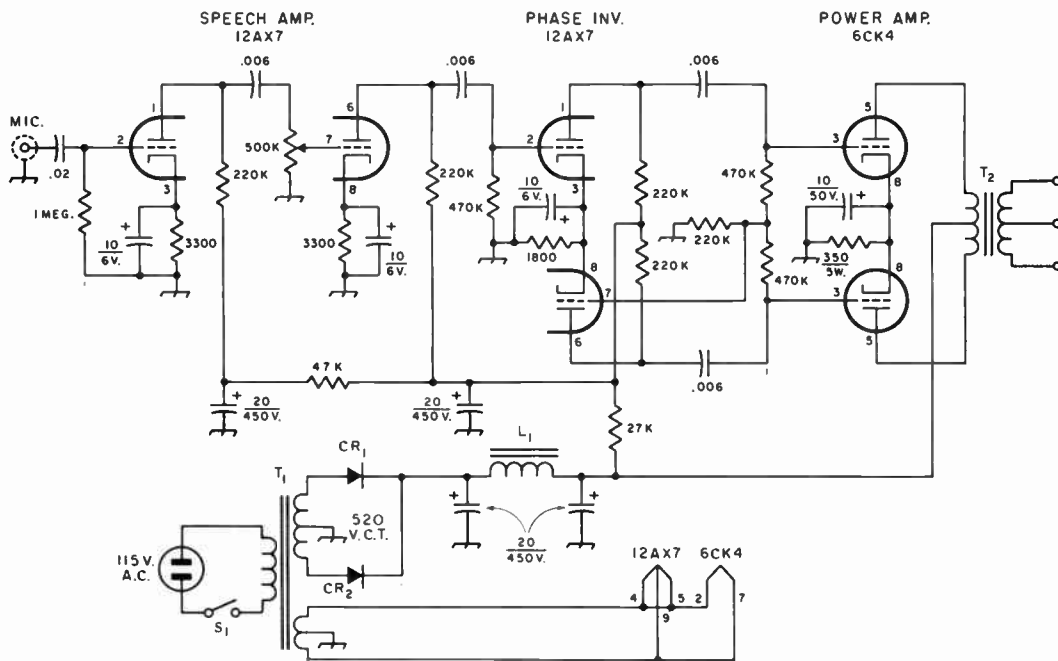 SPEECH AMP.
12AX7
PHASE INV.
12AX7
POWER AMP.
6CK4
.006
.006
.006
MIC.
.02
1
2
3
6
7
8
1
2
3
5
3
8
T2
500K
220K
220K
470K
10/6V.
220K
470K
10/50V.
1 MEG.
10/6V.
3300
3300
10/6V.
1800
220K
220K
470K
350/5W.
8
7
6
3
8
5
.006
47K
20/450V.
20/450V.
27K
L1
CR1
T1
520
V.C.T.
20/450V.
115V.
A.C.
CR2
S1
12AX7
6CK4
4
5
9
2
7